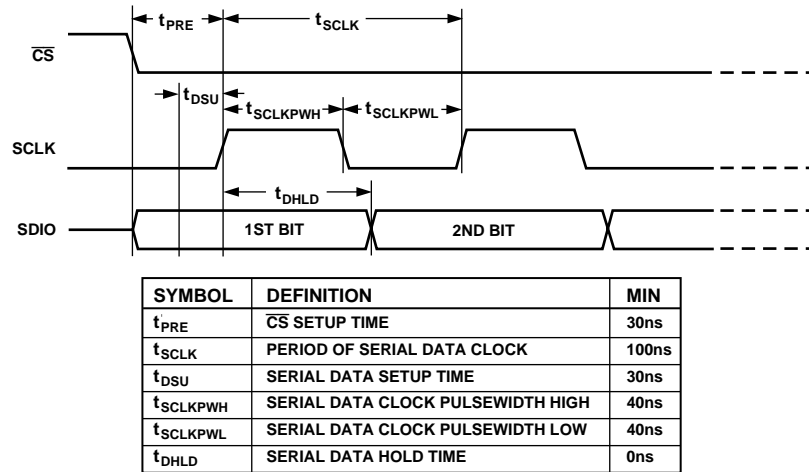 tPRE tSCLK
CS
tDSU
tSCLKPWH tSCLKPWL
SCLK
tDHLD
SDIO 1ST BIT 2ND BIT
SYMBOL DEFINITION MIN
tPRE CS SETUP TIME 30ns
tSCLK PERIOD OF SERIAL DATA CLOCK 100ns
tDSU SERIAL DATA SETUP TIME 30ns
tSCLKPWH SERIAL DATA CLOCK PULSEWIDTH HIGH 40ns
tSCLKPWL SERIAL DATA CLOCK PULSEWIDTH LOW 40ns
tDHLD SERIAL DATA HOLD TIME 0ns